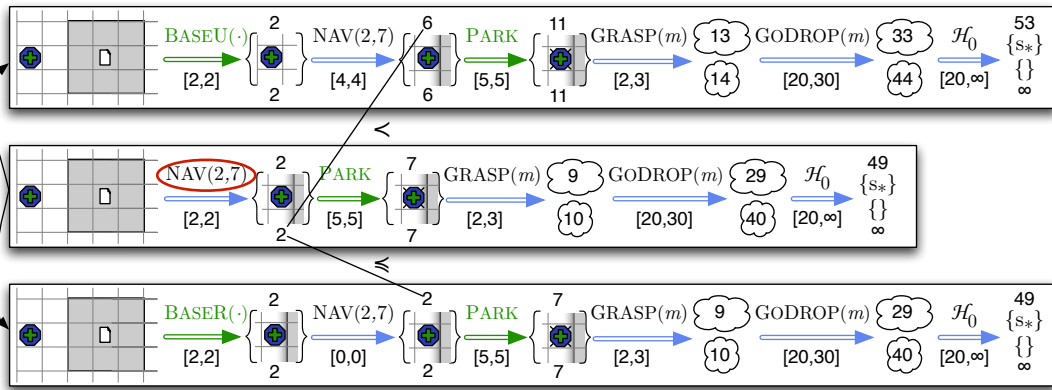 2 6 11 53
BASEU(·) NAV(2,7) PARK GRASP(m) 13 GODROP(m) 33 ℋ₀ {s*}
{ } { } { } {}
[2,2] [4,4] [5,5] [2,3] 14 [20,30] 44 [20,∞] ∞
2 6 11
≺
2 7 49
NAV(2,7) PARK GRASP(m) 9 GODROP(m) 29 ℋ₀ {s*}
{ } { } {}
[2,2] [5,5] [2,3] 10 [20,30] 40 [20,∞] ∞
2 7
≼
2 2 7 49
BASER(·) NAV(2,7) PARK GRASP(m) 9 GODROP(m) 29 ℋ₀ {s*}
{ } { } { } {}
[2,2] [0,0] [5,5] [2,3] 10 [20,30] 40 [20,∞] ∞
2 2 7